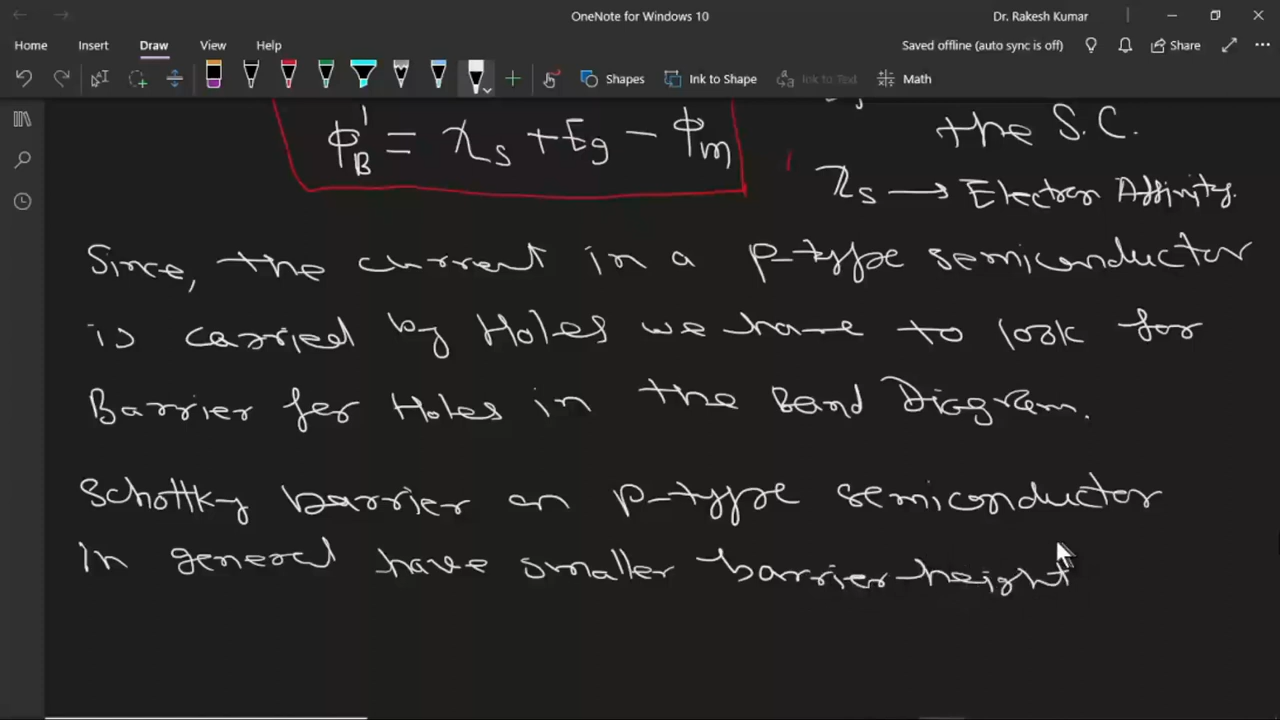 OneNote for Windows 10
Dr. Rakesh Kumar
Home Insert Draw View Help
Saved offline (auto sync is off)
Share
Shapes
Ink to Shape
Ink to Text
Math
the S.C.
ϕ'B = χs + Eg − ϕm
χs → Electron Affinity.
Since, the current in a p-type semiconductor
is carried by Holes we have to look for
Barrier for Holes in the Band Diagram.
Schottky barrier on p-type semiconductor
In general have smaller barrier-height